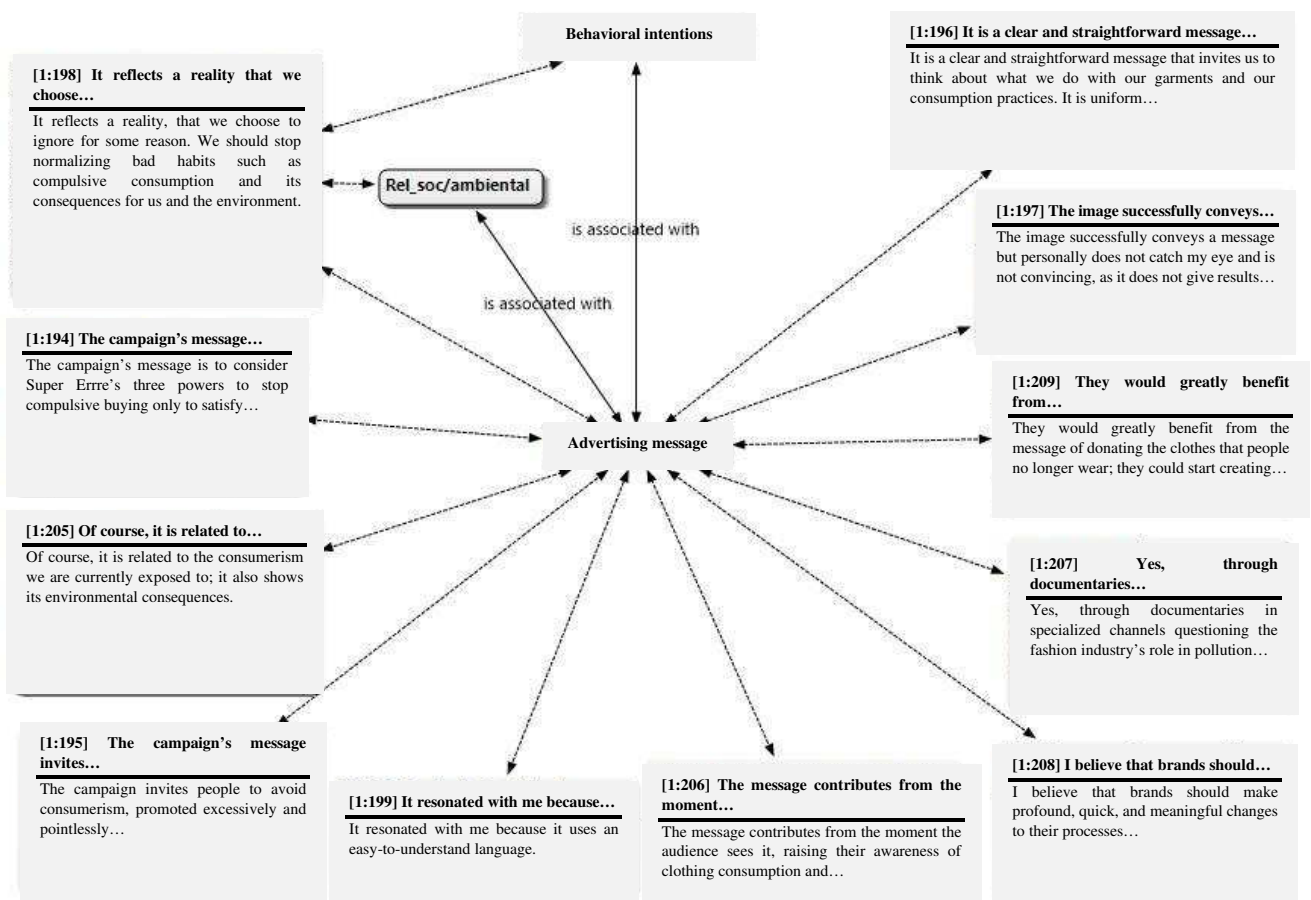 Behavioral intentions
[1:196] It is a clear and straightforward message…
It is a clear and straightforward message that invites us to
think about what we do with our garments and our
consumption practices. It is uniform…
[1:198] It reflects a reality that we
choose…
It reflects a reality, that we choose to
ignore for some reason. We should stop
normalizing bad habits such as
compulsive consumption and its
consequences for us and the environment.
Rel_soc/ambiental
is associated with
is associated with
[1:197] The image successfully conveys…
The image successfully conveys a message
but personally does not catch my eye and is
not convincing, as it does not give results…
[1:194] The campaign’s message…
The campaign’s message is to consider
Super Errre’s three powers to stop
compulsive buying only to satisfy…
Advertising message
[1:209] They would greatly benefit
from…
They would greatly benefit from the
message of donating the clothes that people
no longer wear; they could start creating…
[1:205] Of course, it is related to…
Of course, it is related to the consumerism
we are currently exposed to; it also shows
its environmental consequences.
[1:207] Yes, through
documentaries…
Yes, through documentaries in
specialized channels questioning the
fashion industry’s role in pollution…
[1:195] The campaign’s message
invites…
The campaign invites people to avoid
consumerism, promoted excessively and
pointlessly…
[1:199] It resonated with me because…
It resonated with me because it uses an
easy-to-understand language.
[1:206] The message contributes from the
moment…
The message contributes from the moment the
audience sees it, raising their awareness of
clothing consumption and…
[1:208] I believe that brands should…
I believe that brands should make
profound, quick, and meaningful changes
to their processes…